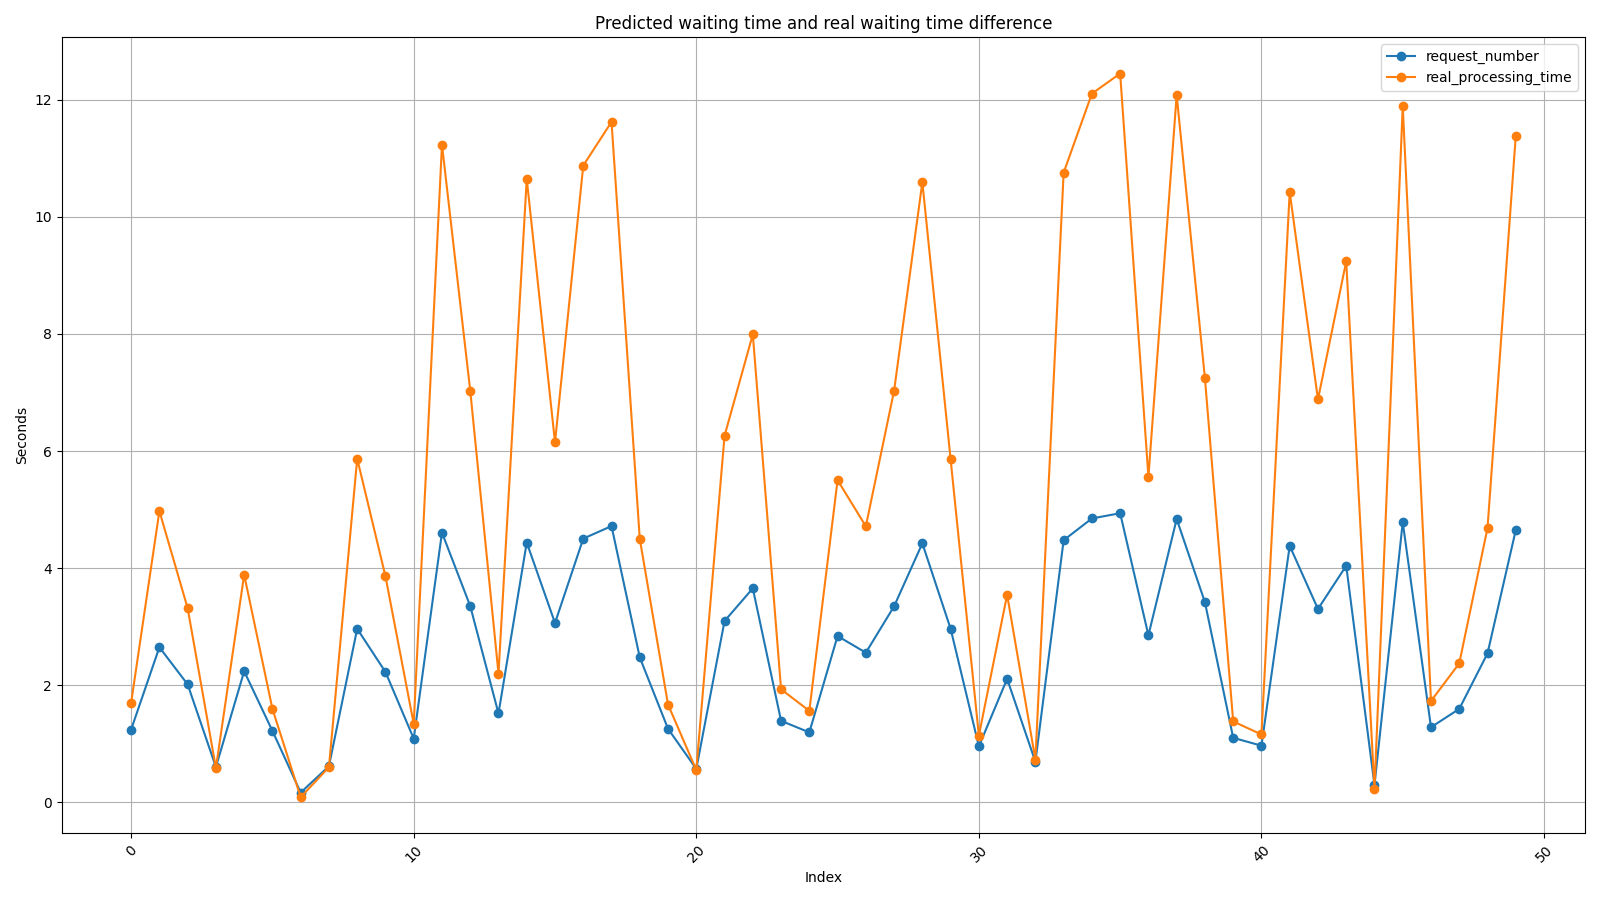 Predicted waiting time and real waiting time difference
request_number
real_processing_time
12
10
8
6
4
2
0
Seconds
0
10
20
30
40
50
Index